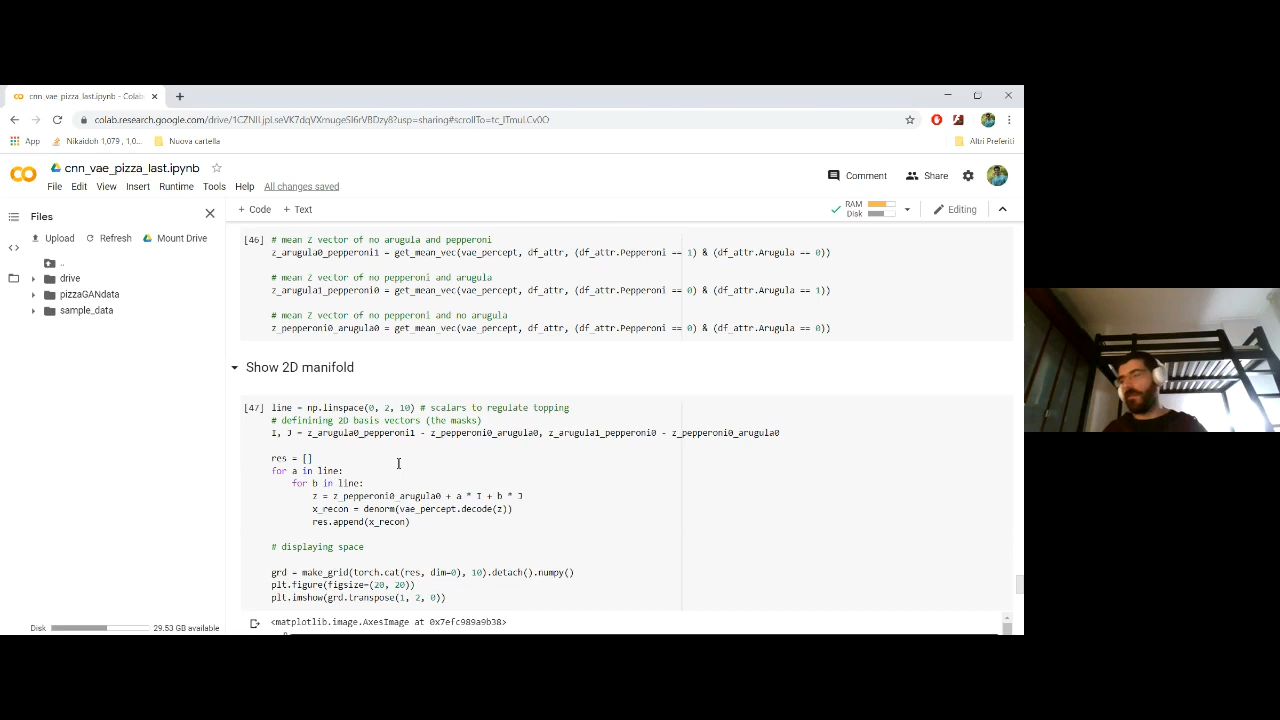 cnn_vae_pizza_last.ipynb - Colab
colab.research.google.com/drive/
App
Nikaidoh 1,079 , 1,0...
Nuova cartella
Altri Preferiti
cnn_vae_pizza_last.ipynb
File Edit View Insert Runtime Tools Help All changes saved
Comment
Share
Files
+ Code + Text
RAM
Disk
Editing
Upload Refresh Mount Drive
..
drive
pizzaGANdata
sample_data
Disk 29.53 GB available
[46] # mean Z vector of no arugula and pepperoni
z_arugula0_pepperoni1 = get_mean_vec(vae_percept, df_attr, (df_attr.Pepperoni == 1) & (df_attr.Arugula == 0))
# mean Z vector of no pepperoni and arugula
z_arugula1_pepperoni0 = get_mean_vec(vae_percept, df_attr, (df_attr.Pepperoni == 0) & (df_attr.Arugula == 1))
# mean Z vector of no pepperoni and no arugula
z_pepperoni0_arugula0 = get_mean_vec(vae_percept, df_attr, (df_attr.Pepperoni == 0) & (df_attr.Arugula == 0))
Show 2D manifold
[47] line = np.linspace(0, 2, 10) # scalars to regulate topping
# definining 2D basis vectors (the masks)
I, J = z_arugula0_pepperoni1 - z_pepperoni0_arugula0, z_arugula1_pepperoni0 - z_pepperoni0_arugula0
res = []
for a in line:
for b in line:
z = z_pepperoni0_arugula0 + a * I + b * J
x_recon = denorm(vae_percept.decode(z))
res.append(x_recon)
# displaying space
grd = make_grid(torch.cat(res, dim=0), 10).detach().numpy()
plt.figure(figsize=(20, 20))
plt.imshow(grd.transpose(1, 2, 0))
<matplotlib.image.AxesImage at 0x7efc989a9b38>